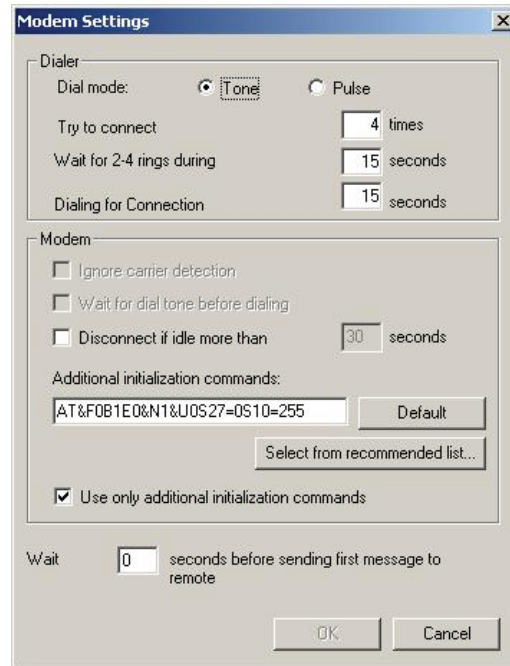 Modem Settings
Dialer
Dial mode: Tone Pulse
Try to connect 4 times
Wait for 2-4 rings during 15 seconds
Dialing for Connection 15 seconds
Modem
Ignore carrier detection
Wait for dial tone before dialing
Disconnect if idle more than 30 seconds
Additional initialization commands:
AT&F0B1E0&N1&U0S27=0S10=255 Default
Select from recommended list...
Use only additional initialization commands
Wait 0 seconds before sending first message to
remote
OK Cancel